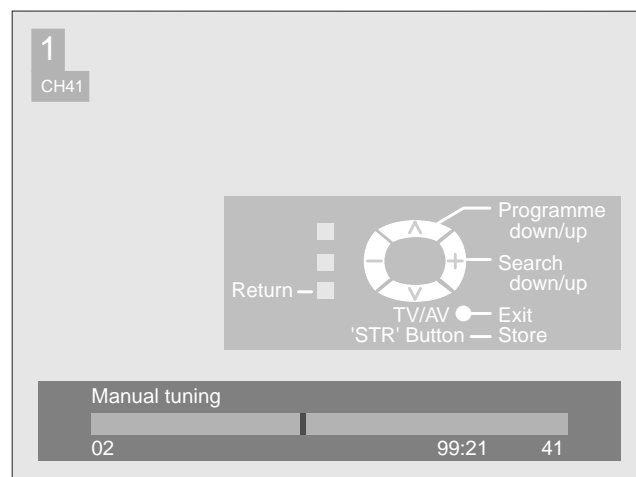 1
CH41
Programme
down/up
Search
down/up
Return
TV/AV Exit
'STR' Button Store
Manual tuning
02 99:21 41